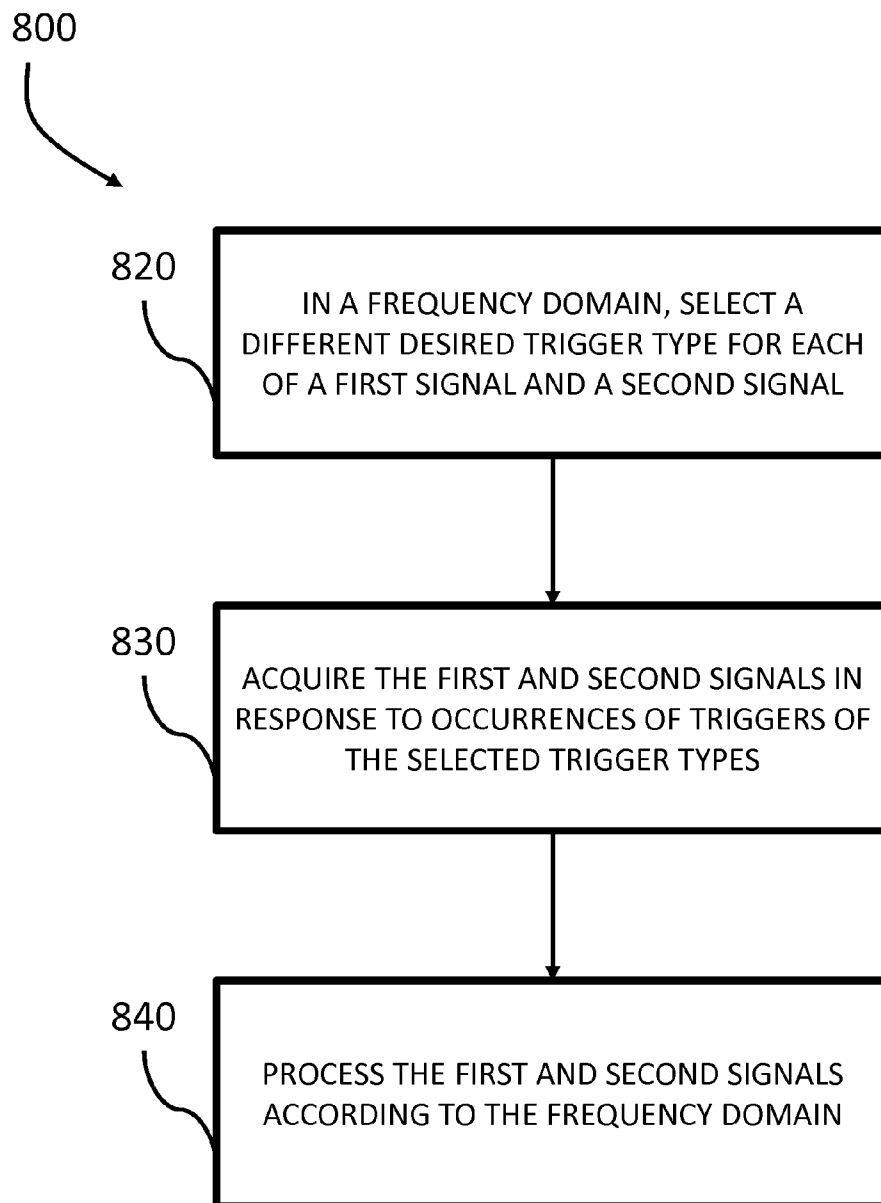 800
820
IN A FREQUENCY DOMAIN, SELECT A
DIFFERENT DESIRED TRIGGER TYPE FOR EACH
OF A FIRST SIGNAL AND A SECOND SIGNAL
830
ACQUIRE THE FIRST AND SECOND SIGNALS IN
RESPONSE TO OCCURRENCES OF TRIGGERS OF
THE SELECTED TRIGGER TYPES
840
PROCESS THE FIRST AND SECOND SIGNALS
ACCORDING TO THE FREQUENCY DOMAIN